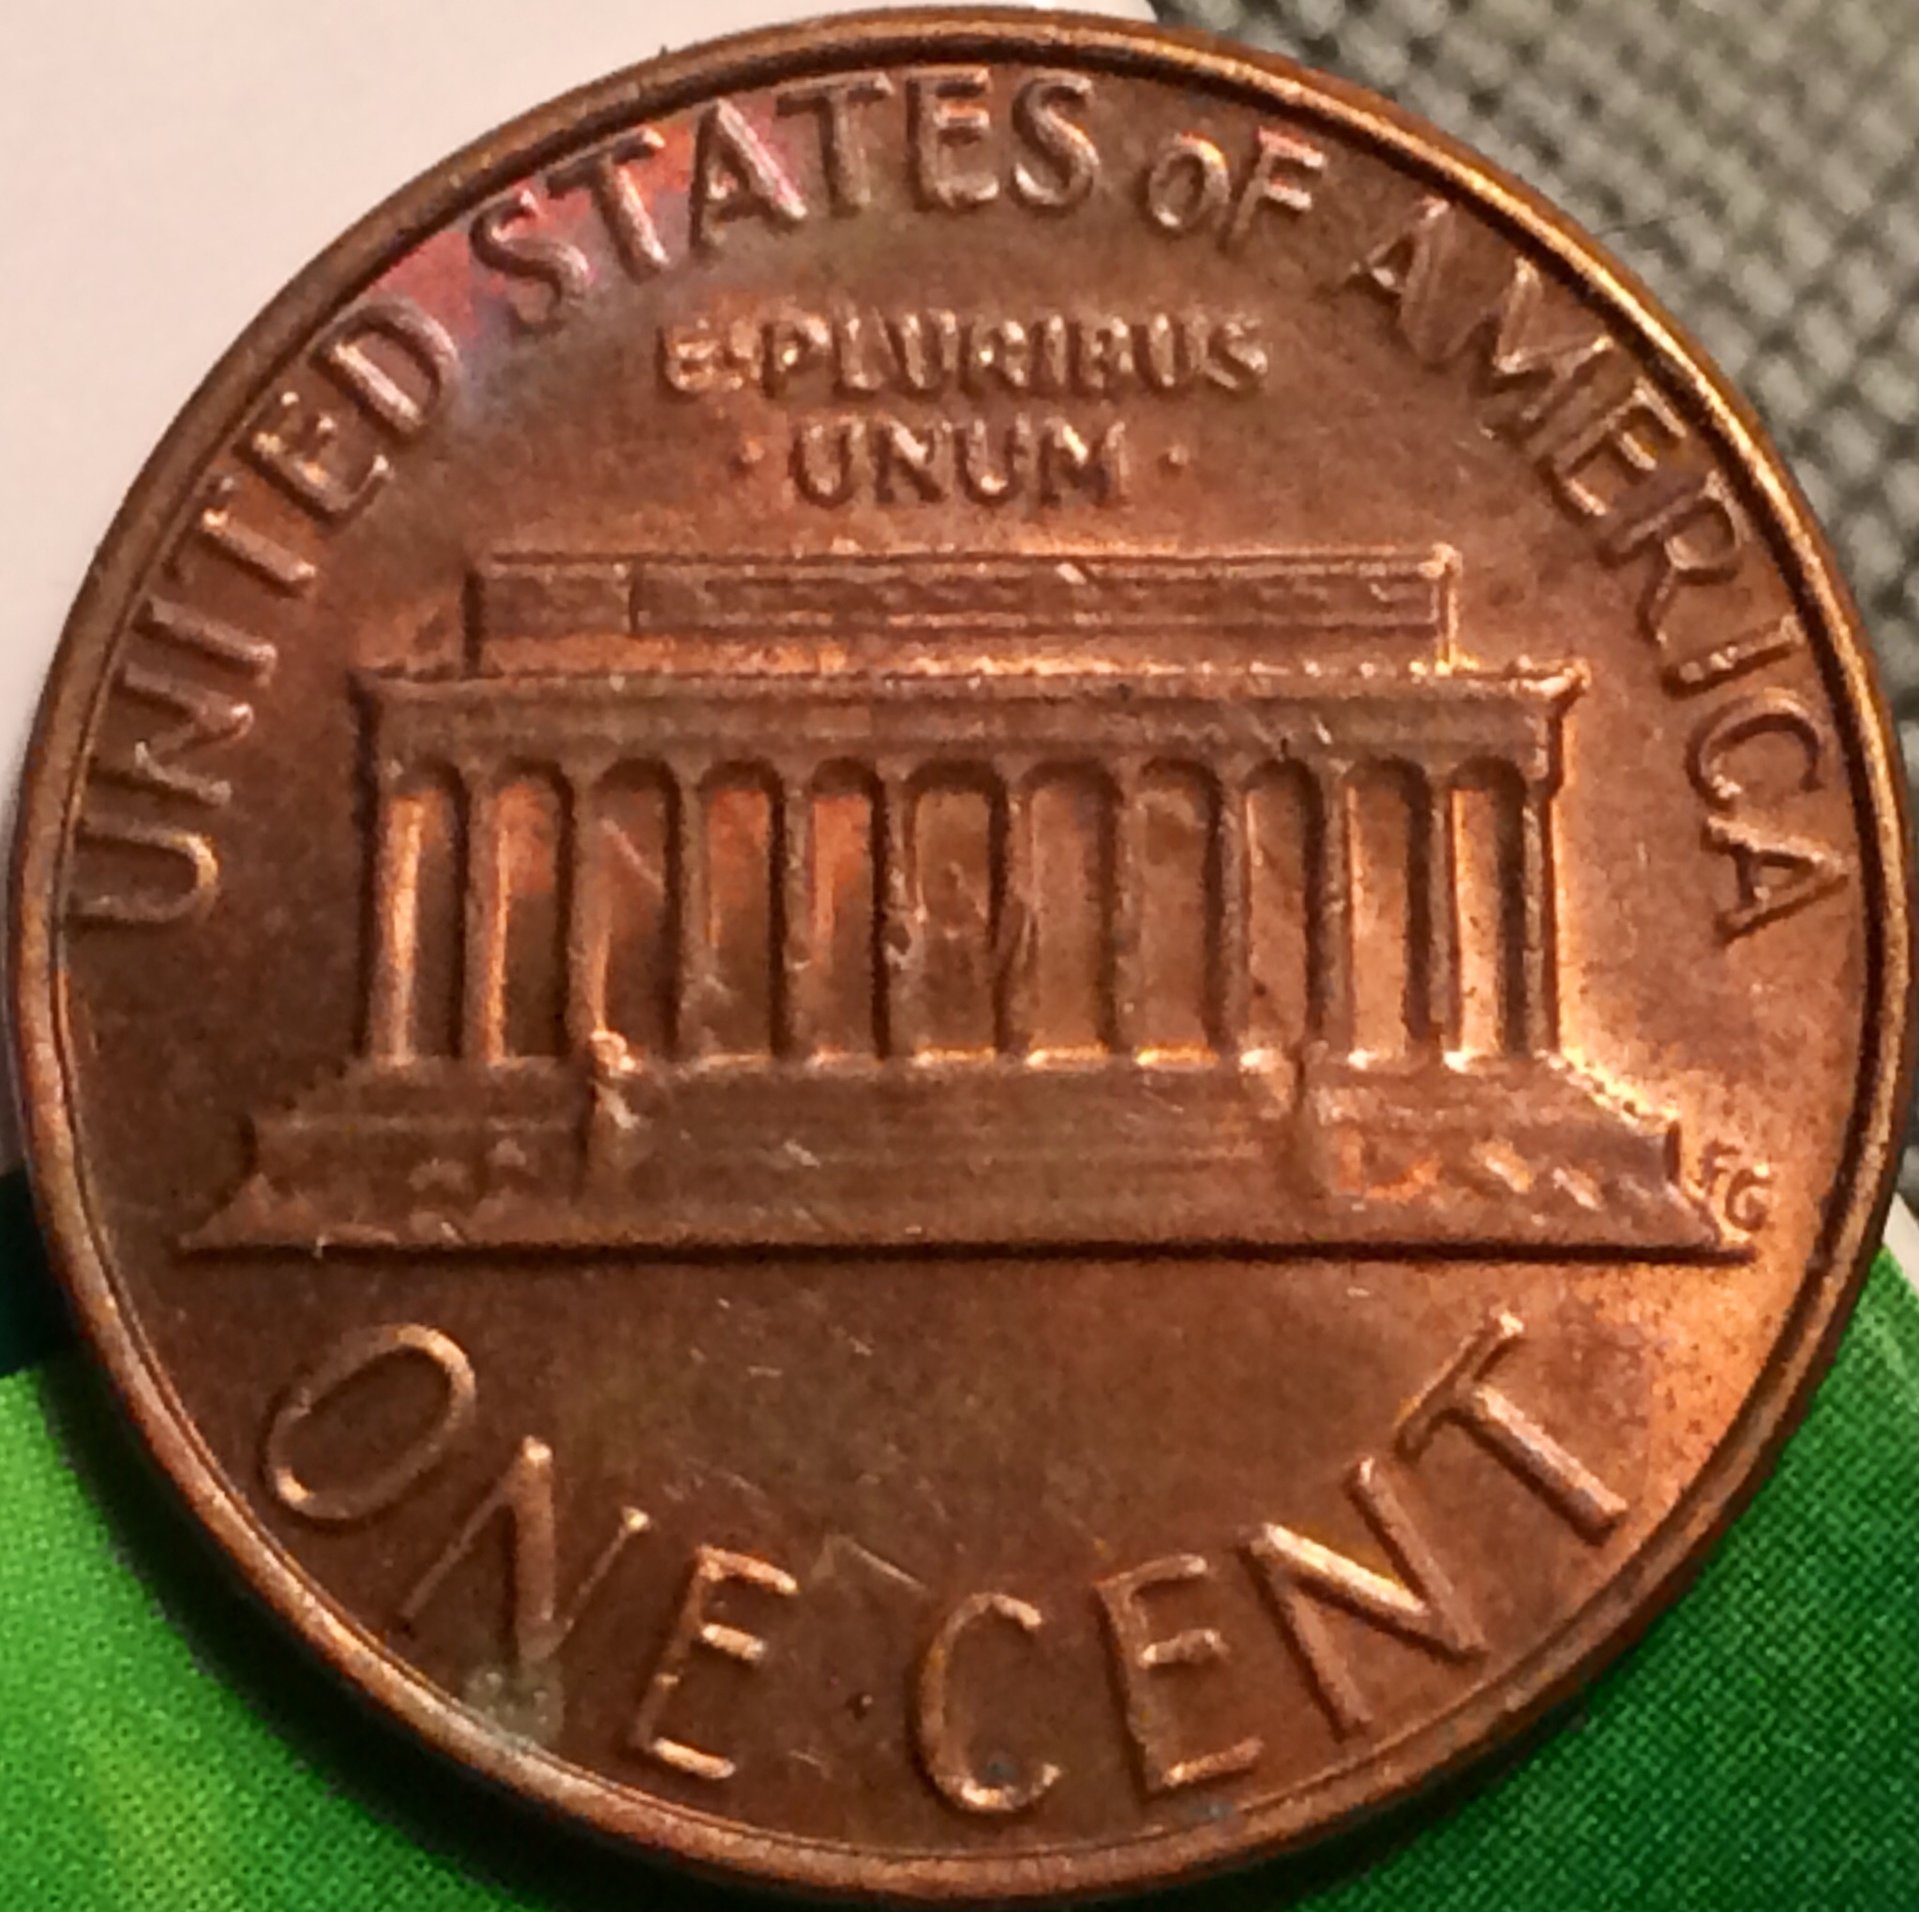 UNITED STATES OF AMERICA
E·PLURIBUS
·UNUM·
FG
ONE CENT